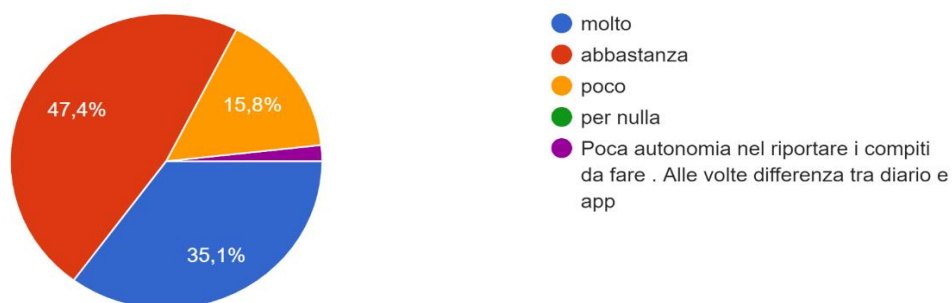 47,4%
15,8%
35,1%
molto
abbastanza
poco
per nulla
Poca autonomia nel riportare i compiti
da fare . Alle volte differenza tra diario e
app